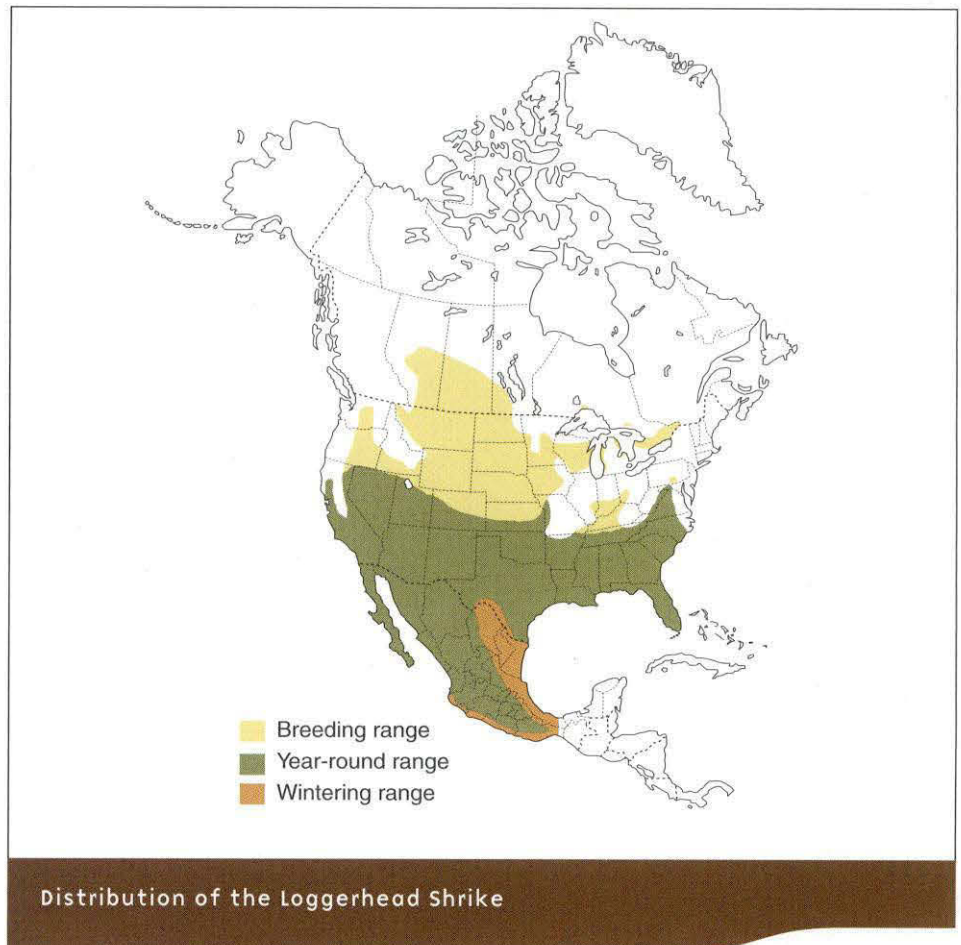 Breeding range
Year-round range
Wintering range
Distribution of the Loggerhead Shrike